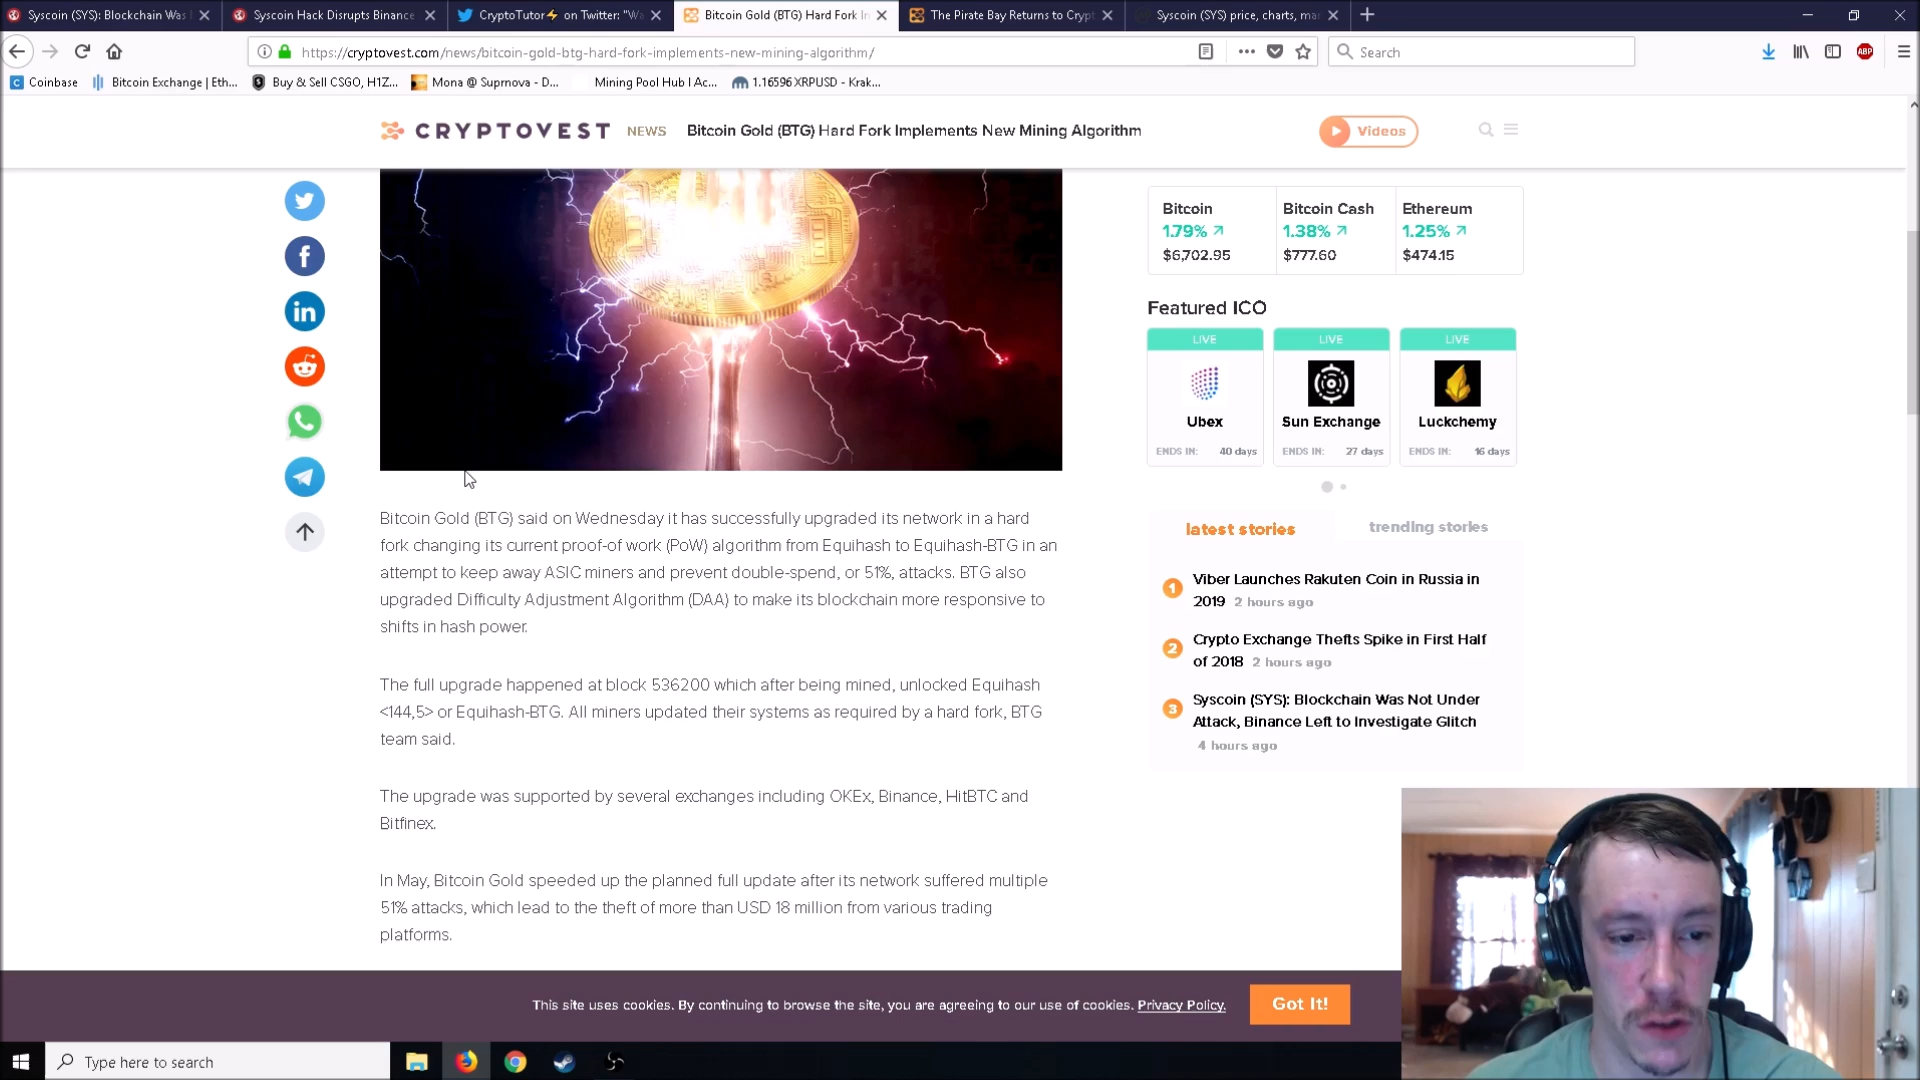 Syscoin (SYS): Blockchain Was
Syscoin Hack Disrupts Binance
CryptoTutor⚡ on Twitter: "Wa
Bitcoin Gold (BTG) Hard Fork In
The Pirate Bay Returns to Crypt
Syscoin (SYS) price, charts, ma
https://cryptovest.com/news/bitcoin-gold-btg-hard-fork-implements-new-mining-algorithm/
Search
ABP
Coinbase
Bitcoin Exchange | Eth...
Buy & Sell CSGO, H1Z...
Mona @ Suprnova - D...
Mining Pool Hub | Ac...
1.16596 XRPUSD - Krak...
CRYPTOVEST
NEWS
Bitcoin Gold (BTG) Hard Fork Implements New Mining Algorithm
Videos
Bitcoin Bitcoin Cash Ethereum
1.79% 1.38% 1.25%
$6,702.95 $777.60 $474.15
Featured ICO
LIVE LIVE LIVE
Ubex Sun Exchange Luckchemy
ENDS IN: 40 days ENDS IN: 27 days ENDS IN: 16 days
latest stories trending stories
1 Viber Launches Rakuten Coin in Russia in
2019 2 hours ago
2 Crypto Exchange Thefts Spike in First Half
of 2018 2 hours ago
3 Syscoin (SYS): Blockchain Was Not Under
Attack, Binance Left to Investigate Glitch
4 hours ago
Bitcoin Gold (BTG) said on Wednesday it has successfully upgraded its network in a hard
fork changing its current proof-of work (PoW) algorithm from Equihash to Equihash-BTG in an
attempt to keep away ASIC miners and prevent double-spend, or 51%, attacks. BTG also
upgraded Difficulty Adjustment Algorithm (DAA) to make its blockchain more responsive to
shifts in hash power.
The full upgrade happened at block 536200 which after being mined, unlocked Equihash
<144,5> or Equihash-BTG. All miners updated their systems as required by a hard fork, BTG
team said.
The upgrade was supported by several exchanges including OKEx, Binance, HitBTC and
Bitfinex.
In May, Bitcoin Gold speeded up the planned full update after its network suffered multiple
51% attacks, which lead to the theft of more than USD 18 million from various trading
platforms.
This site uses cookies. By continuing to browse the site, you are agreeing to our use of cookies. Privacy Policy.
Got It!
Type here to search